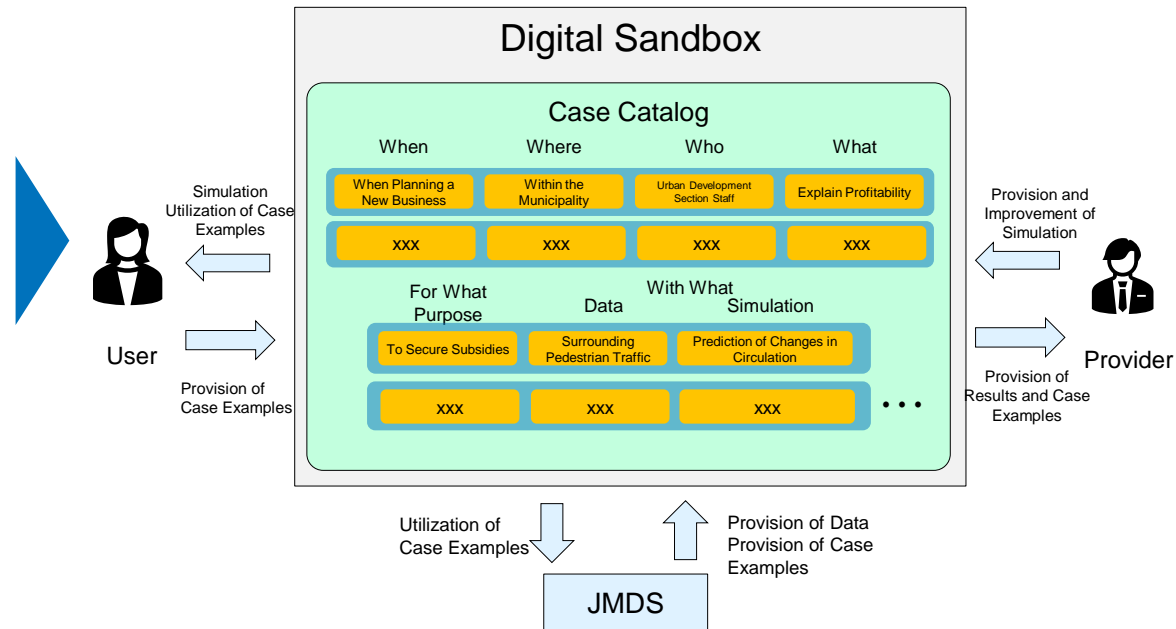 Digital Sandbox
Case Catalog
When
Where
Who
What
When Planning a
New Business
Within the
Municipality
Urban Development
Section Staff
Explain Profitability
xxx
xxx
xxx
xxx
For What
Purpose
With What
Data
Simulation
To Secure Subsidies
Surrounding
Pedestrian Traffic
Prediction of Changes in
Circulation
xxx
xxx
xxx
• • •
Simulation
Utilization of Case
Examples
User
Provision of
Case Examples
Provision and
Improvement of
Simulation
Provider
Provision of
Results and Case
Examples
Utilization of
Case Examples
Provision of Data
Provision of Case
Examples
JMDS